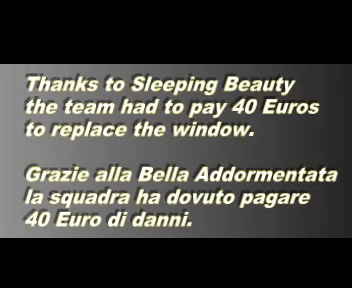 Thanks to Sleeping Beauty
the team had to pay 40 Euros
to replace the window.
Grazie alla Bella Addormentata
la squadra ha dovuto pagare
40 Euro di danni.